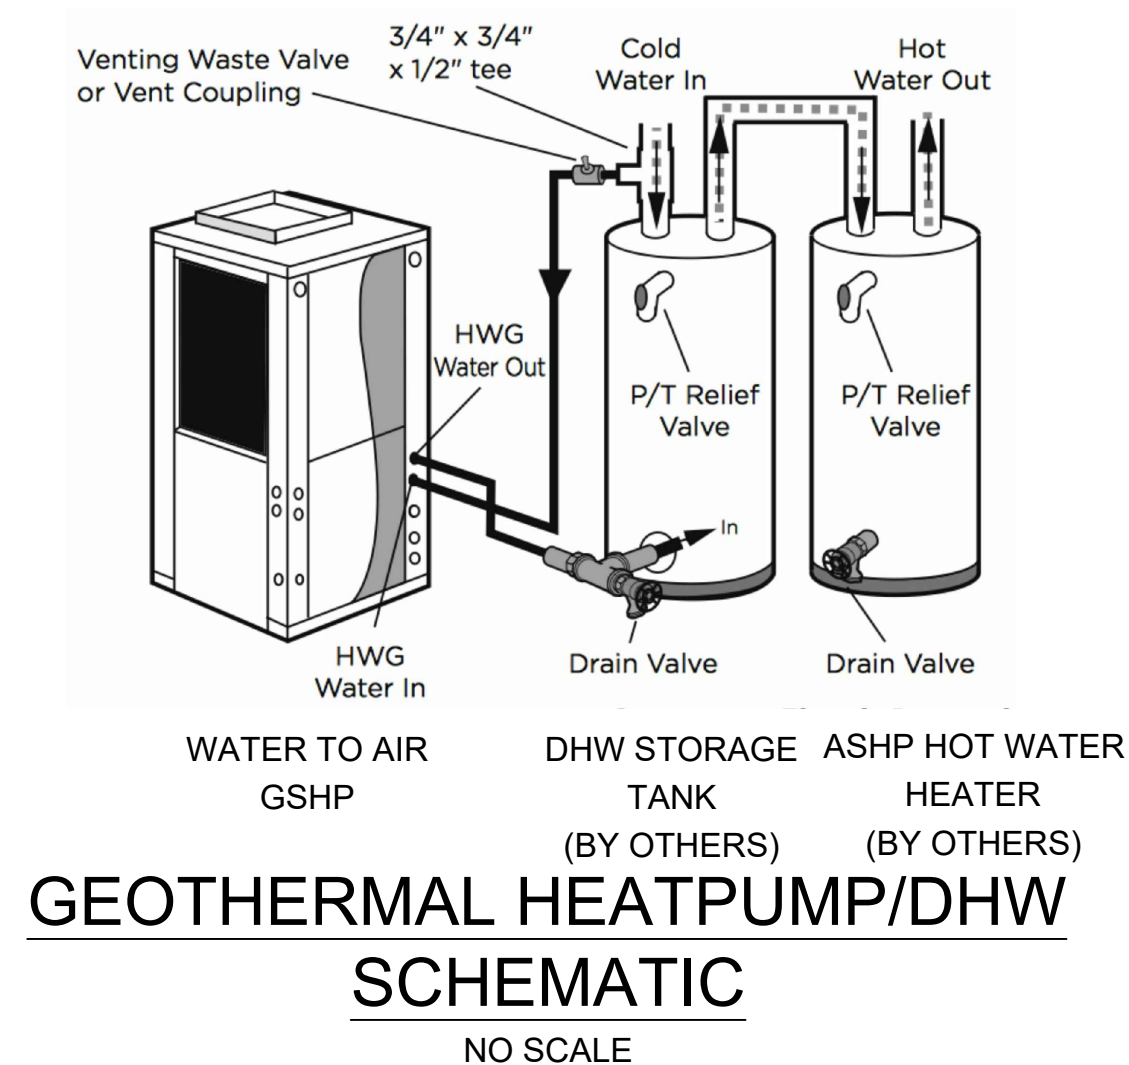 3/4" x 3/4"
x 1/2" tee
Venting Waste Valve
or Vent Coupling
Cold
Water In
Hot
Water Out
HWG
Water Out
P/T Relief
Valve
P/T Relief
Valve
In
HWG
Water In
Drain Valve
Drain Valve
WATER TO AIR
GSHP
DHW STORAGE
TANK
(BY OTHERS)
ASHP HOT WATER
HEATER
(BY OTHERS)
GEOTHERMAL HEATPUMP/DHW
SCHEMATIC
NO SCALE